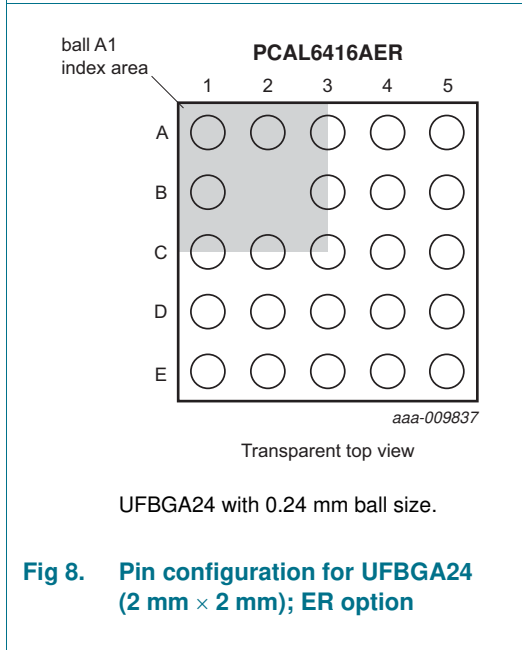 ball A1
index area
PCAL6416AER
1 2 3 4 5
A
B
C
D
E
aaa-009837
Transparent top view
UFBGA24 with 0.24 mm ball size.
Fig 8. Pin configuration for UFBGA24
(2 mm × 2 mm); ER option